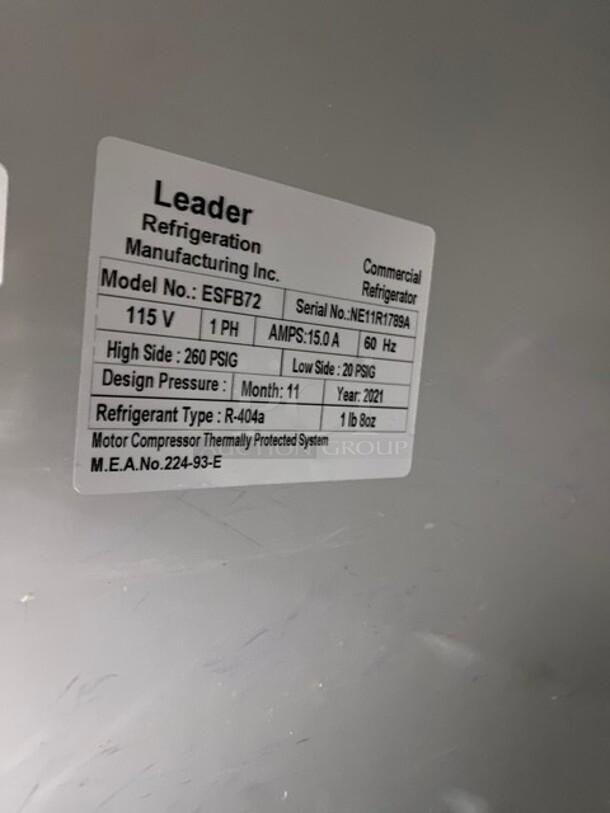 Leader
Refrigeration
Manufacturing Inc.
Commercial
Refrigerator
Model No.: ESFB72 Serial No.:NE11R1789A
115 V 1 PH AMPS:15.0 A 60 Hz
High Side : 260 PSIG Low Side : 20 PSIG
Design Pressure : Month: 11 Year: 2021
Refrigerant Type : R-404a 1 lb 8oz
Motor Compressor Thermally Protected System
M.E.A.No.224-93-E
AUCTION GROUP